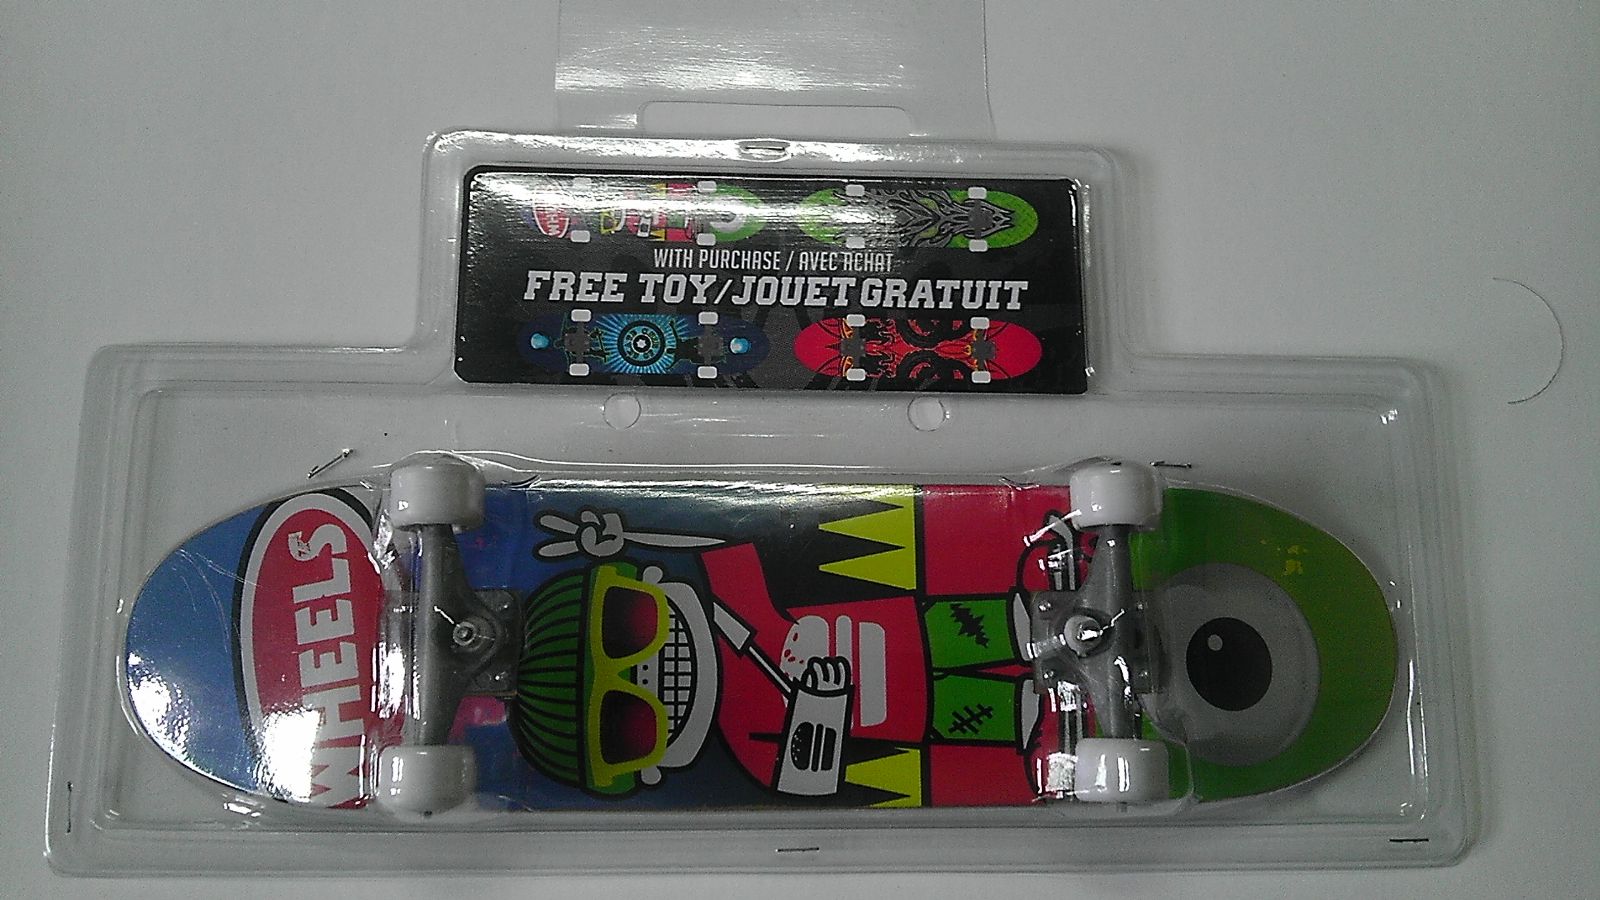 WITH PURCHASE / AVEC ACHAT
FREE TOY/JOUET GRATUIT
WHEELS